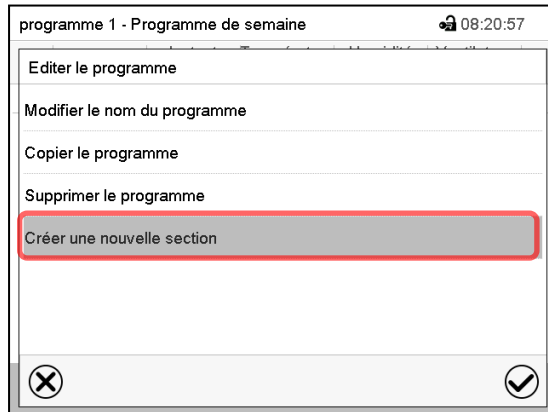 programme 1 - Programme de semaine 08:20:57
Editer le programme
Modifier le nom du programme
Copier le programme
Supprimer le programme
Créer une nouvelle section